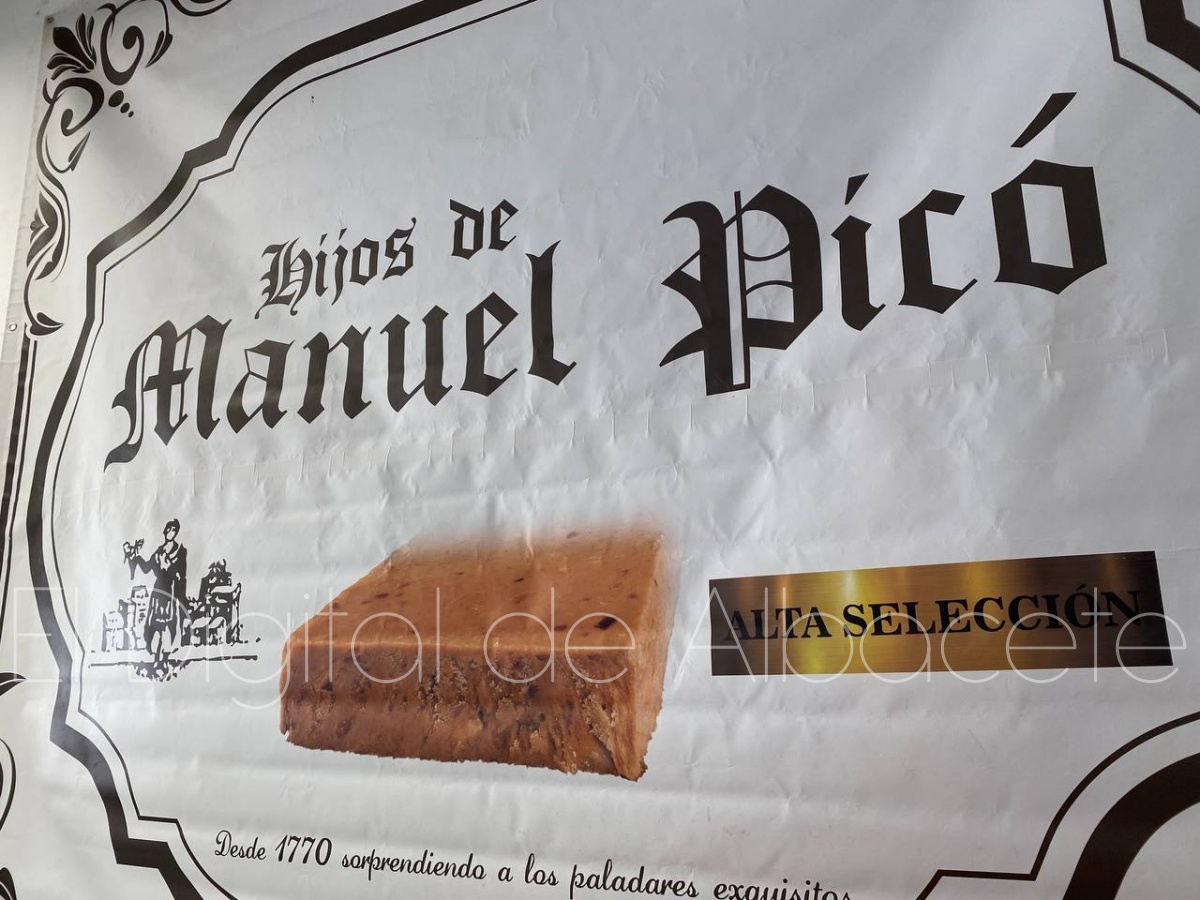 Hijos de
Manuel Picó
ALTA SELECCIÓN
El Digital de Albacete
Desde 1770 sorprendiendo a los paladares exquisitos